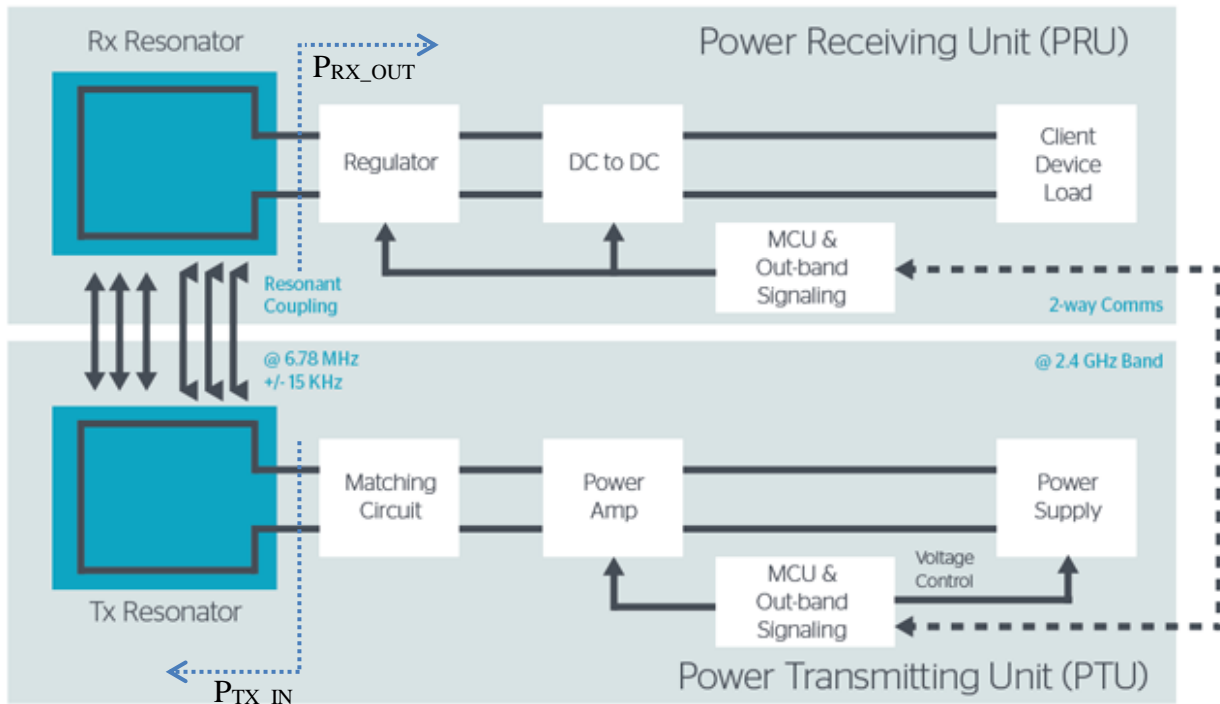 Rx Resonator
PRX_OUT
Power Receiving Unit (PRU)
Regulator
DC to DC
Client
Device
Load
MCU &
Out-band
Signaling
Resonant
Coupling
2-way Comms
@ 6.78 MHz
+/- 15 KHz
@ 2.4 GHz Band
Matching
Circuit
Power
Amp
Power
Supply
MCU &
Out-band
Signaling
Voltage
Control
Tx Resonator
PTX_IN
Power Transmitting Unit (PTU)